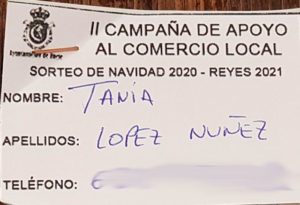 II CAMPAÑA DE APOYO
AL COMERCIO LOCAL
SORTEO DE NAVIDAD 2020 - REYES 2021
NOMBRE: TANIA
APELLIDOS: LOPEZ NUÑEZ
TELÉFONO: